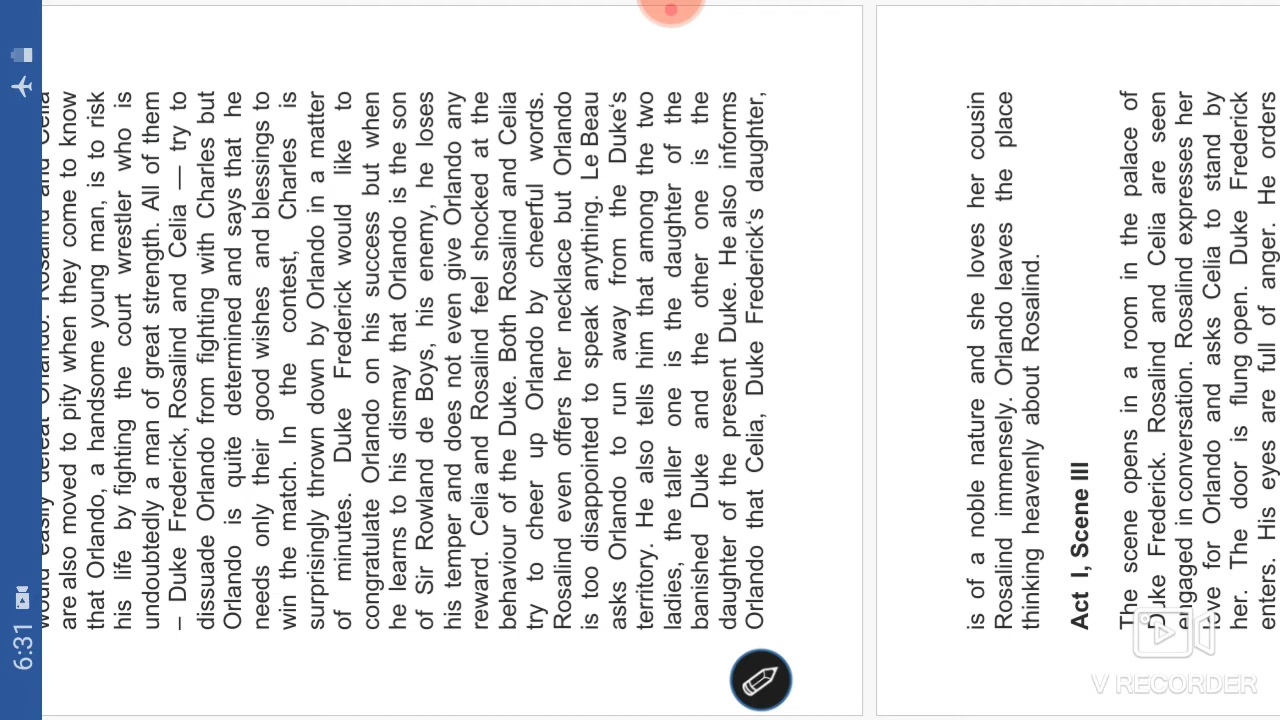 6:31
would easily defeat Orlando. Rosalind and Celia
are also moved to pity when they come to know
that Orlando, a handsome young man, is to risk
his life by fighting the court wrestler who is
undoubtedly a man of great strength. All of them
– Duke Frederick, Rosalind and Celia — try to
dissuade Orlando from fighting with Charles but
Orlando is quite determined and says that he
needs only their good wishes and blessings to
win the match. In the contest, Charles is
surprisingly thrown down by Orlando in a matter
of minutes. Duke Frederick would like to
congratulate Orlando on his success but when
he learns to his dismay that Orlando is the son
of Sir Rowland de Boys, his enemy, he loses
his temper and does not even give Orlando any
reward. Celia and Rosalind feel shocked at the
behaviour of the Duke. Both Rosalind and Celia
try to cheer up Orlando by cheerful words.
Rosalind even offers her necklace but Orlando
is too disappointed to speak anything. Le Beau
asks Orlando to run away from the Duke‘s
territory. He also tells him that among the two
ladies, the taller one is the daughter of the
banished Duke and the other one is the
daughter of the present Duke. He also informs
Orlando that Celia, Duke Frederick‘s daughter,
is of a noble nature and she loves her cousin
Rosalind immensely. Orlando leaves the place
thinking heavenly about Rosalind.
Act I, Scene III
The scene opens in a room in the palace of
Duke Frederick. Rosalind and Celia are seen
engaged in conversation. Rosalind expresses her
love for Orlando and asks Celia to stand by
her. The door is flung open. Duke Frederick
enters. His eyes are full of anger. He orders
V RECORDER